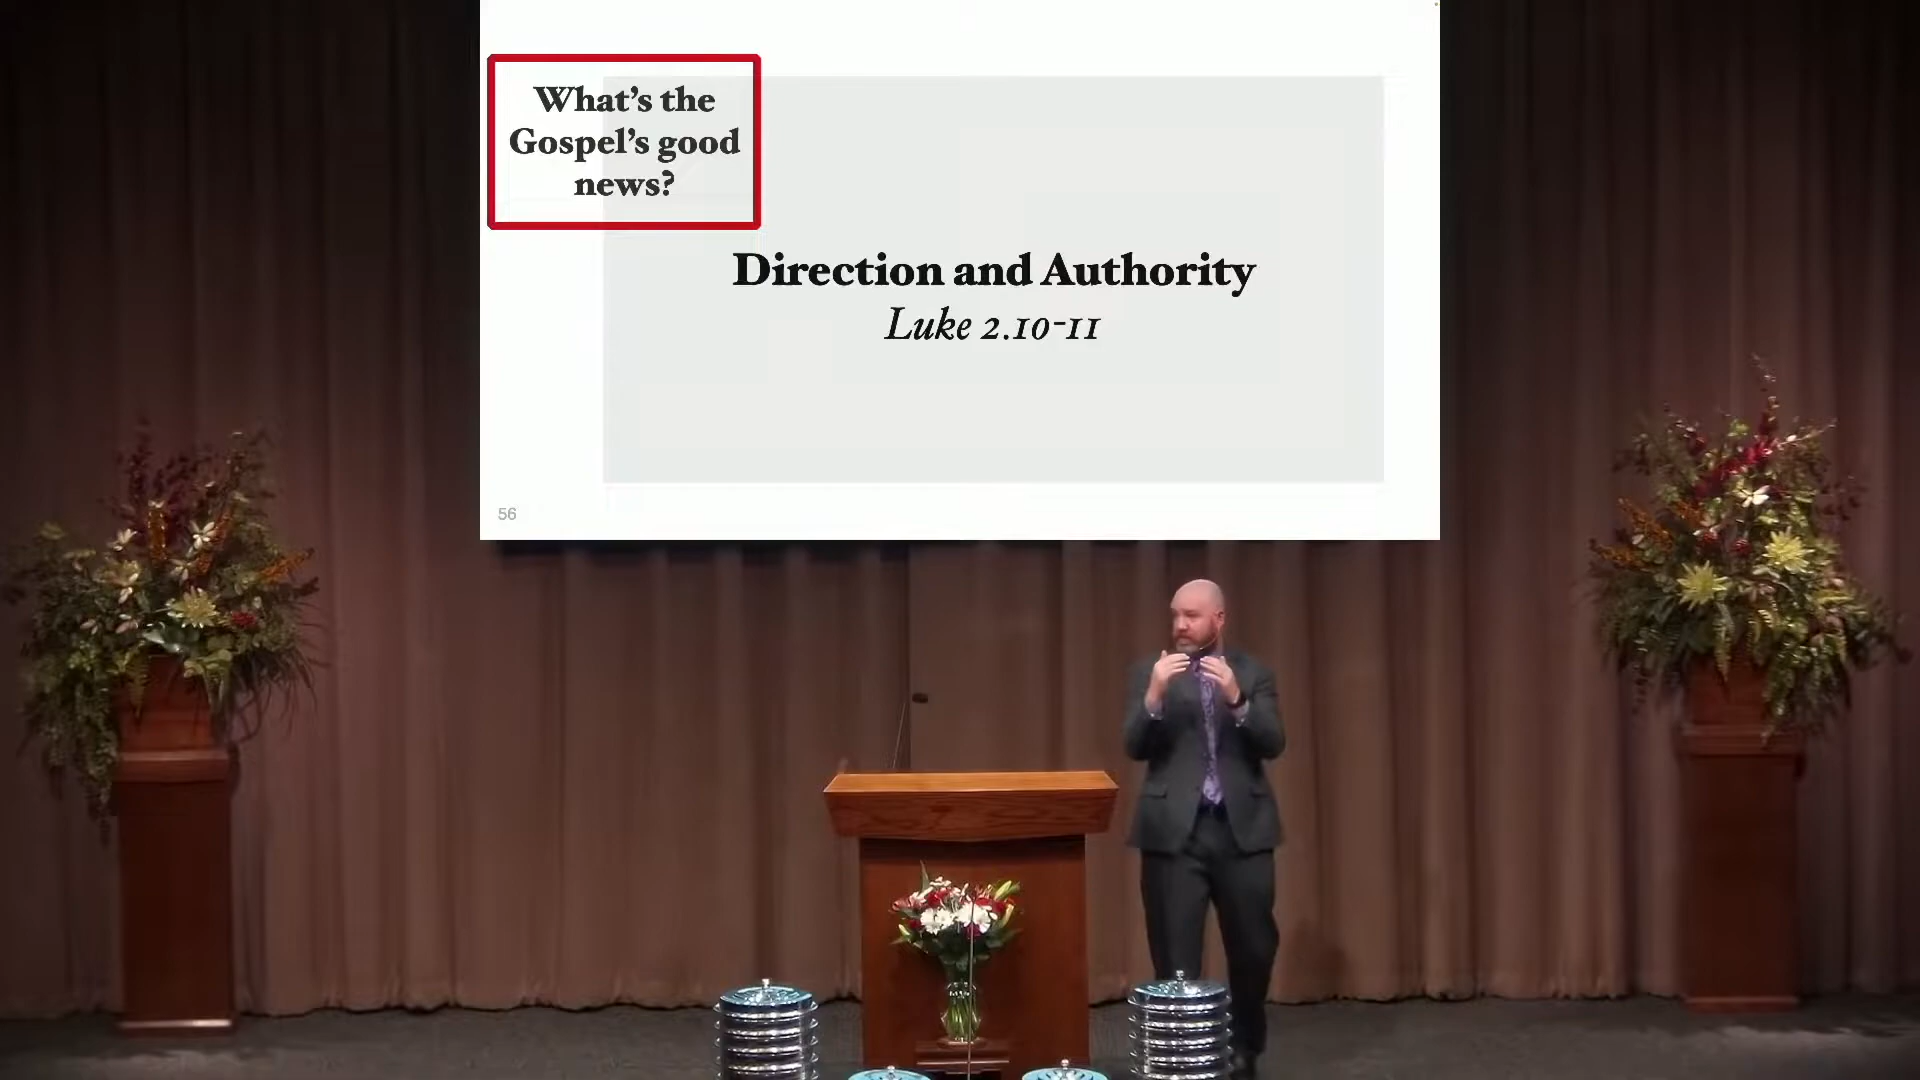 What's the
Gospel's good
news?
Direction and Authority
Luke 2.10-11
56